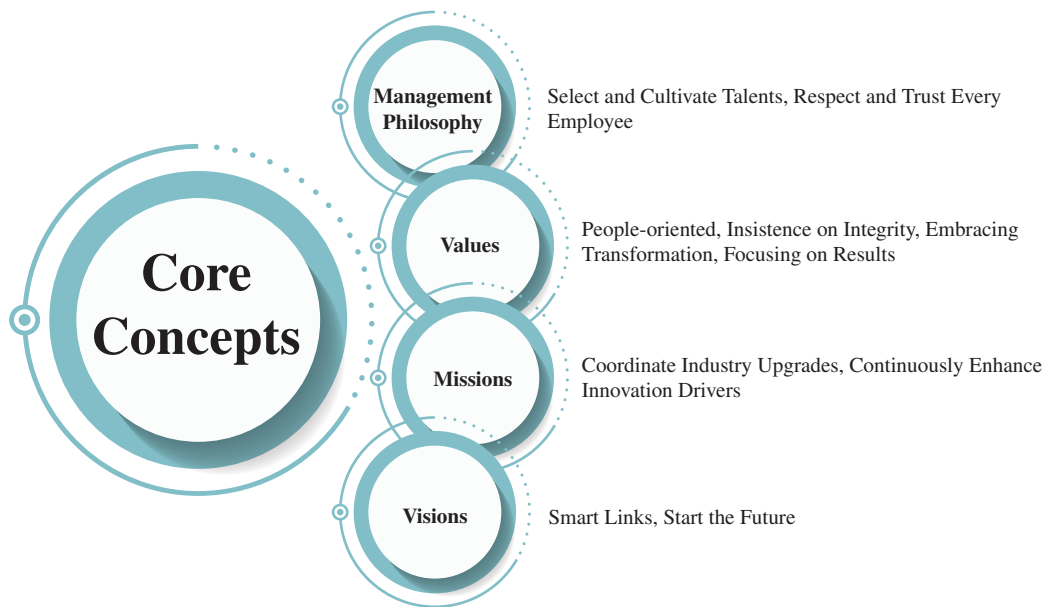 Core
Concepts
Management
Philosophy
Select and Cultivate Talents, Respect and Trust Every
Employee
Values
People-oriented, Insistence on Integrity, Embracing
Transformation, Focusing on Results
Missions
Coordinate Industry Upgrades, Continuously Enhance
Innovation Drivers
Visions
Smart Links, Start the Future